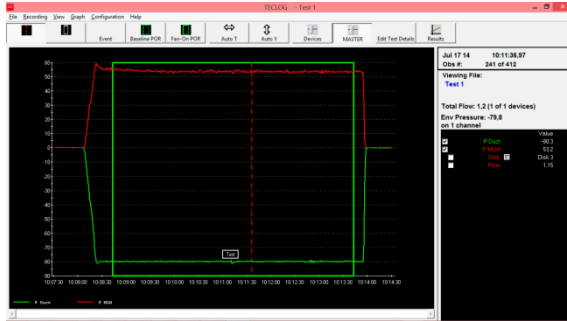 TECLOG - Test 1
File Recording View Graph Configuration Help
Event Baseline POR Fan-On POR Auto T Auto Y Devices MASTER Edit Test Details Results
Jul 17 14 10:11:36,97
Obs #: 241 of 412
Viewing File:
Test 1
Total Flow: 1,2 (1 of 1 devices)
Env Pressure: -79,8
on 1 channel
Value
P Duct -80,3
P MLM 53,2
Disk Disk 3
Flow 1,15
60
50
40
30
20
10
0
-10
-20
-30
-40
-50
-60
-70
-80
-90
Test
10:07:30 10:08:00 10:08:30 10:09:00 10:09:30 10:10:00 10:10:30 10:11:00 10:11:30 10:12:00 10:12:30 10:13:00 10:13:30 10:14:00 10:14:30
P Duct P MLM